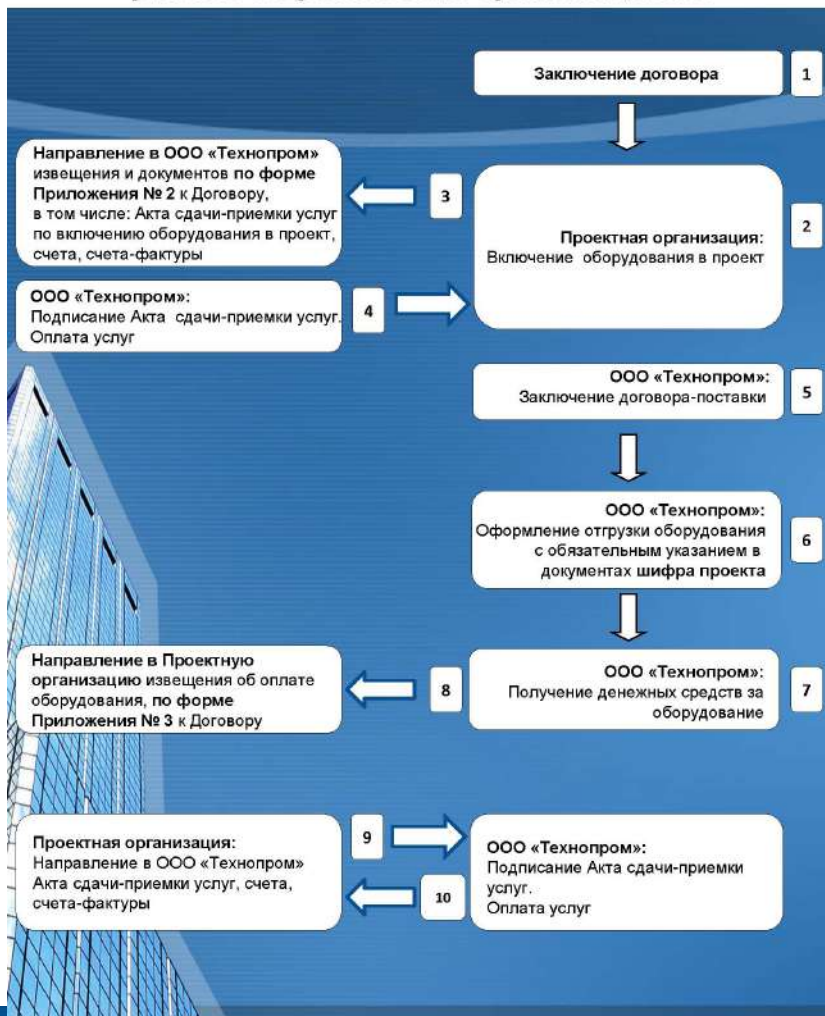 Заключение договора
1
Направление в ООО «Технопром»
извещения и документов по форме
Приложения № 2 к Договору,
в том числе: Акта сдачи-приемки услуг
по включению оборудования в проект,
счета, счета-фактуры
3
Проектная организация:
Включение оборудования в проект
2
ООО «Технопром»:
Подписание Акта сдачи-приемки услуг.
Оплата услуг
4
ООО «Технопром»:
Заключение договора-поставки
5
ООО «Технопром»:
Оформление отгрузки оборудования
с обязательным указанием в
документах шифра проекта
6
Направление в Проектную
организацию извещения об оплате
оборудования, по форме
Приложения № 3 к Договору
8
ООО «Технопром»:
Получение денежных средств за
оборудование
7
Проектная организация:
Направление в ООО «Технопром»
Акта сдачи-приемки услуг, счета,
счета-фактуры
9
10
ООО «Технопром»:
Подписание Акта сдачи-приемки
услуг.
Оплата услуг